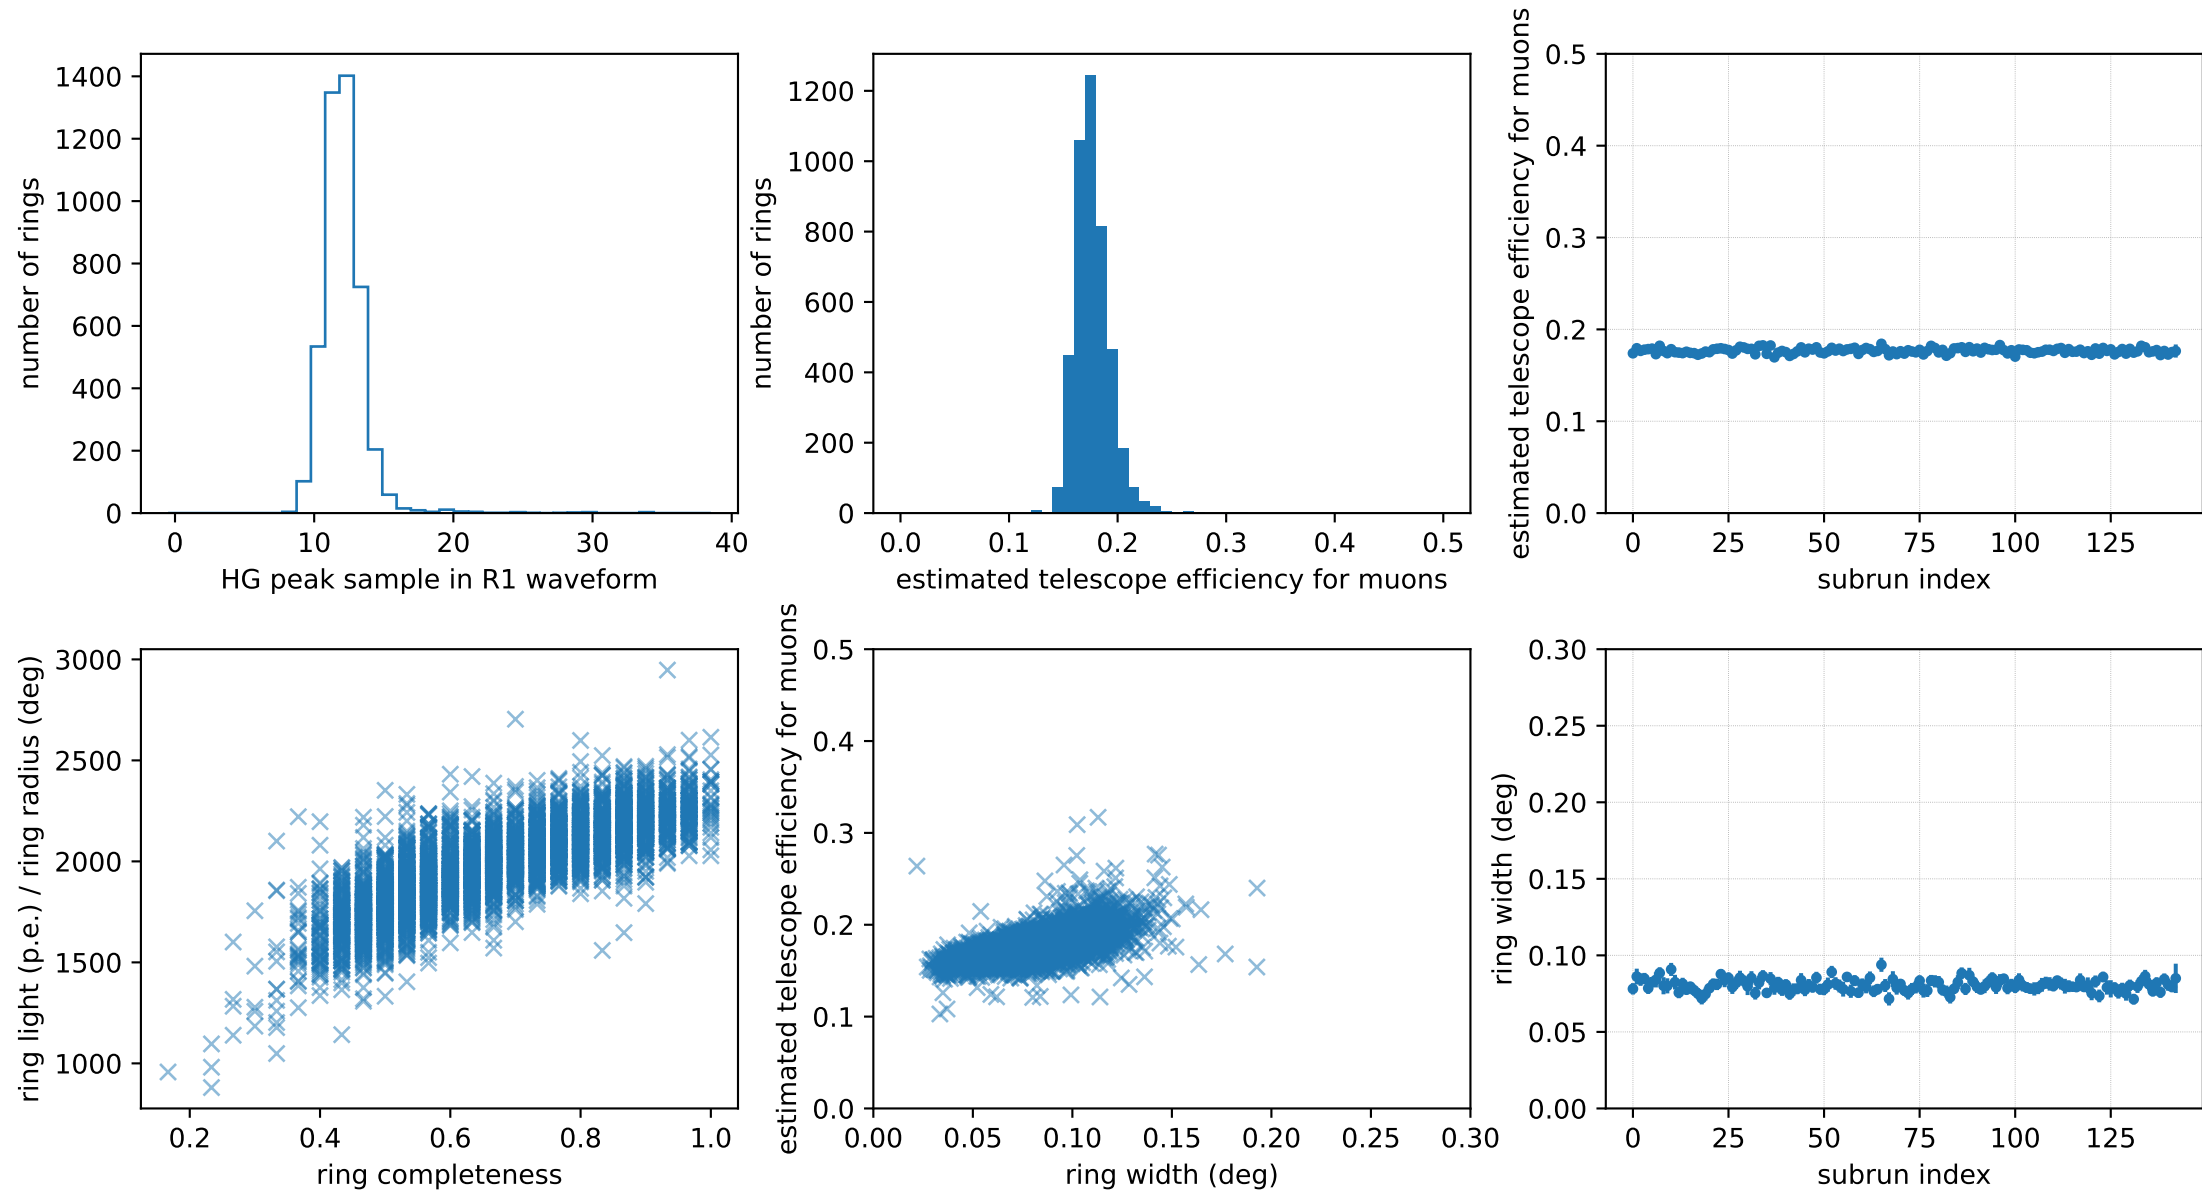 1400
1200
1000
800
600
400
200
0
number of rings
0 10 20 30 40
HG peak sample in R1 waveform
1200
1000
800
600
400
200
0
number of rings
0.0 0.1 0.2 0.3 0.4 0.5
estimated telescope efficiency for muons
0.5
0.4
0.3
0.2
0.1
0.0
estimated telescope efficiency for muons
0 25 50 75 100 125
subrun index
3000
2500
2000
1500
1000
ring light (p.e.) / ring radius (deg)
0.2 0.4 0.6 0.8 1.0
ring completeness
0.5
0.4
0.3
0.2
0.1
0.0
estimated telescope efficiency for muons
0.00 0.05 0.10 0.15 0.20 0.25 0.30
ring width (deg)
0.30
0.25
0.20
0.15
0.10
0.05
0.00
ring width (deg)
0 25 50 75 100 125
subrun index